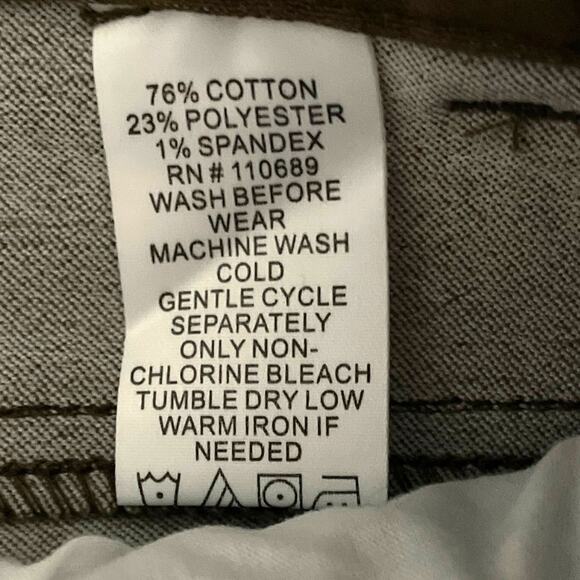 76% COTTON
23% POLYESTER
1% SPANDEX
RN # 110689
WASH BEFORE
WEAR
MACHINE WASH
COLD
GENTLE CYCLE
SEPARATELY
ONLY NON-
CHLORINE BLEACH
TUMBLE DRY LOW
WARM IRON IF
NEEDED